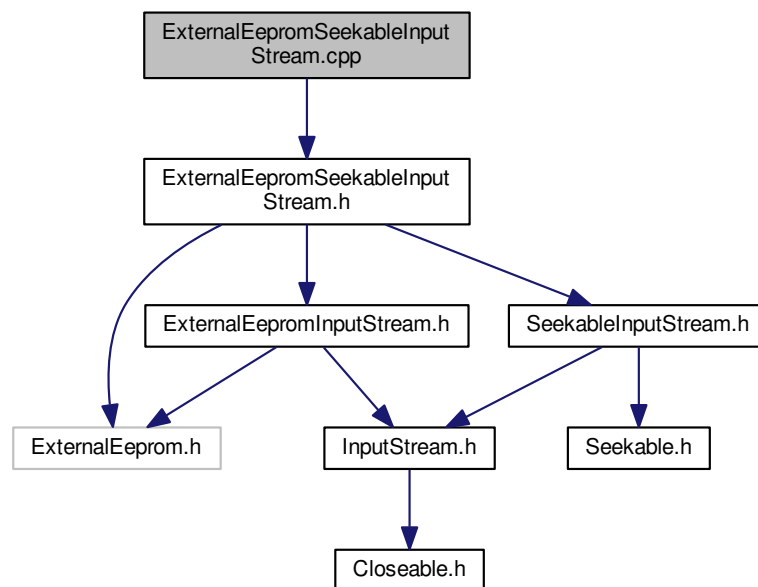 ExternalEepromSeekableInput
Stream.cpp
ExternalEepromSeekableInput
Stream.h
ExternalEepromInputStream.h
SeekableInputStream.h
ExternalEeprom.h
InputStream.h
Seekable.h
Closeable.h